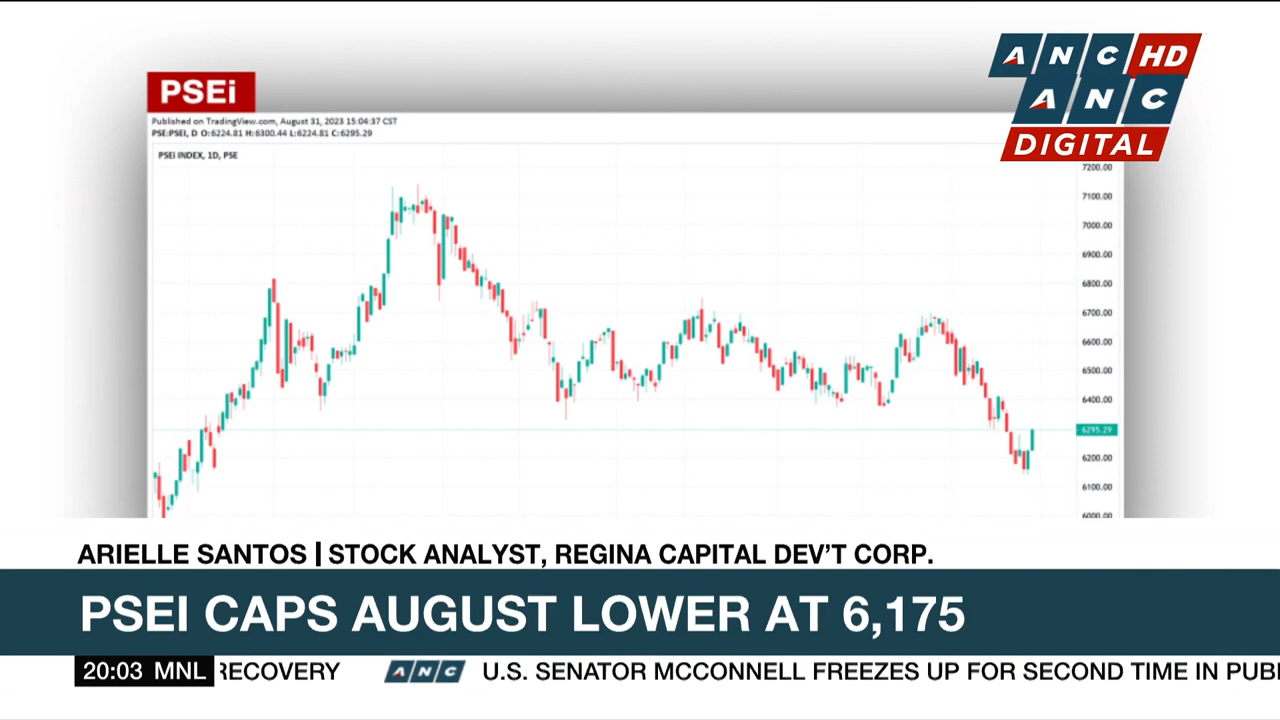 ANC HD
ANC
DIGITAL
PSEi
Published on TradingView.com, August 31, 2023 15:04:37 CST
PSE:PSEI, D O:6224.81 H:6300.44 L:6224.81 C:6295.29
PSEI INDEX, 1D, PSE
7200.00
7100.00
7000.00
6900.00
6800.00
6700.00
6600.00
6500.00
6400.00
6295.29
6200.00
6100.00
6000.00
ARIELLE SANTOS | STOCK ANALYST, REGINA CAPITAL DEV'T CORP.
PSEI CAPS AUGUST LOWER AT 6,175
20:03 MNL RECOVERY ANC U.S. SENATOR MCCONNELL FREEZES UP FOR SECOND TIME IN PUB